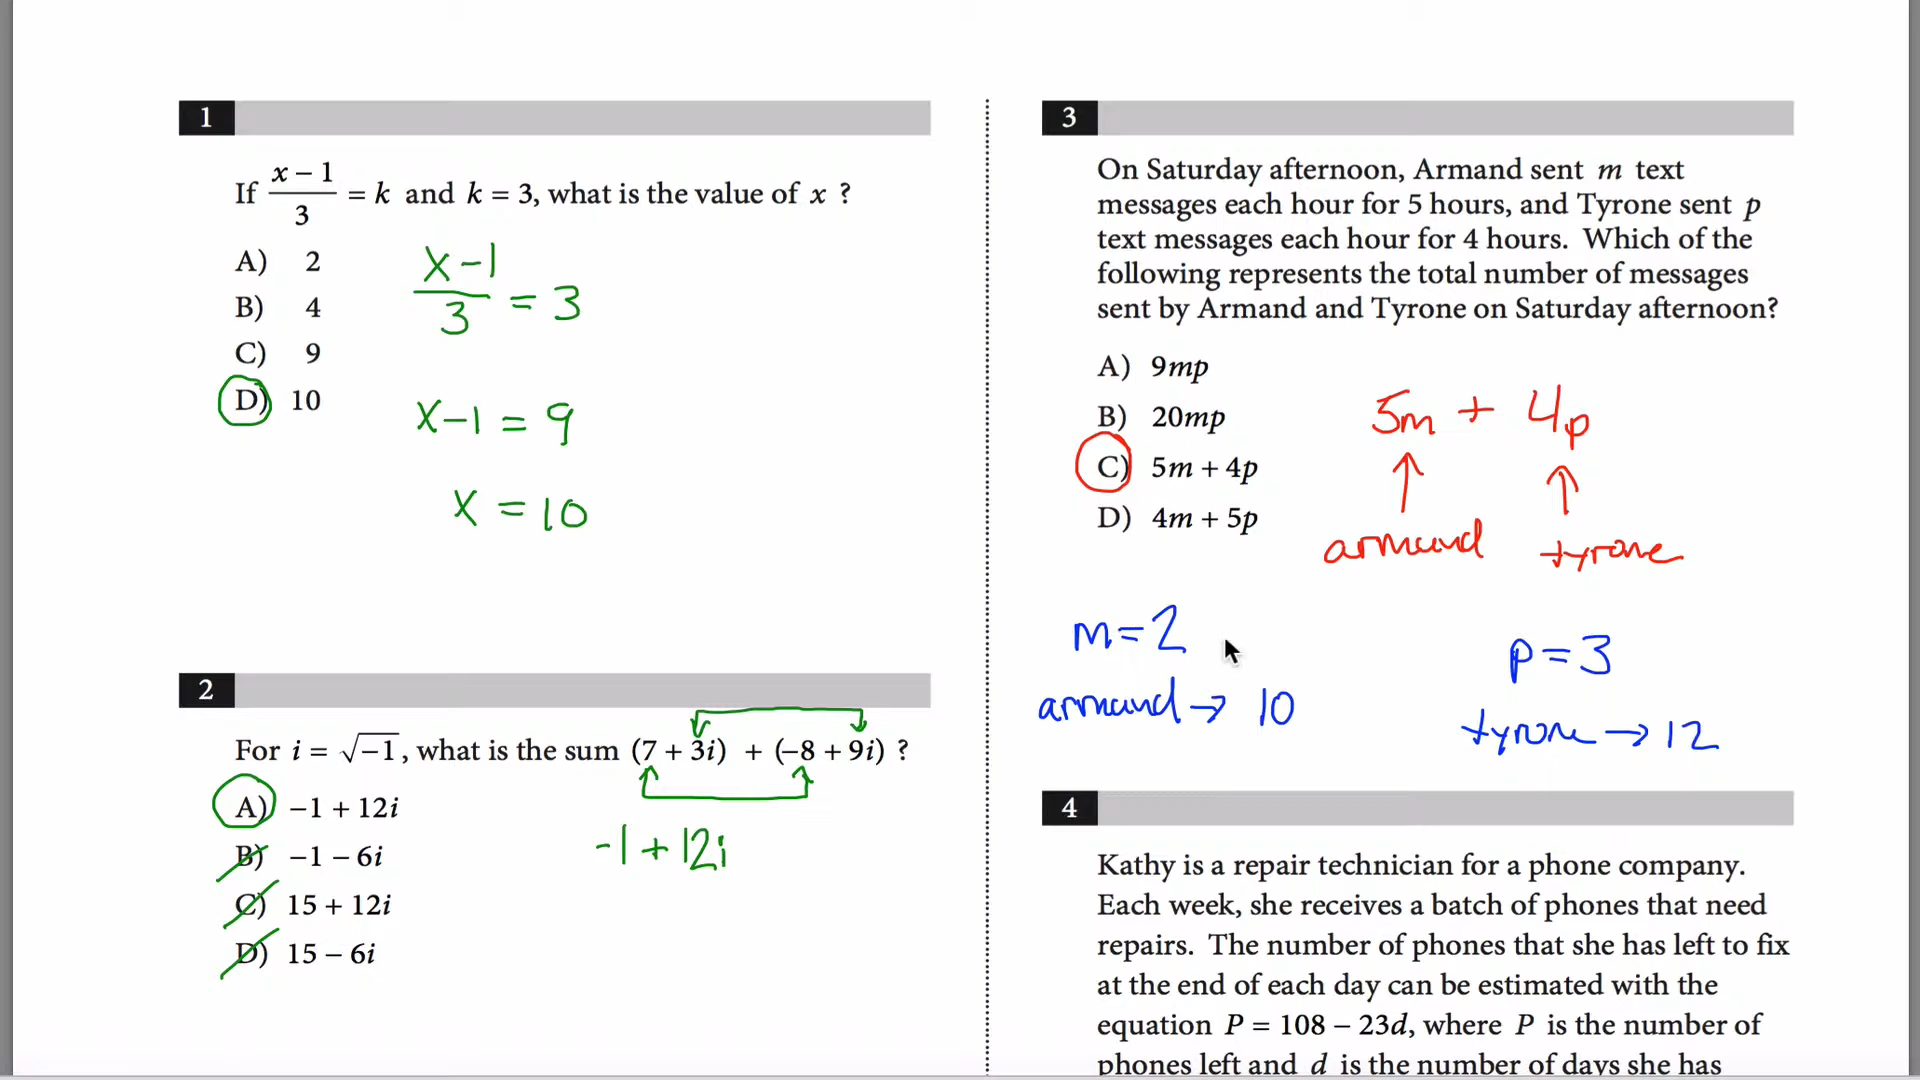 1
If (x − 1)/3 = k and k = 3, what is the value of x ?
A) 2
B) 4
C) 9
D) 10
x-1
3 = 3
x-1 = 9
x = 10
2
For i = √−1, what is the sum (7 + 3i) + (−8 + 9i) ?
A) −1 + 12i
B) −1 − 6i
C) 15 + 12i
D) 15 − 6i
-1 + 12i
3
On Saturday afternoon, Armand sent m text
messages each hour for 5 hours, and Tyrone sent p
text messages each hour for 4 hours. Which of the
following represents the total number of messages
sent by Armand and Tyrone on Saturday afternoon?
A) 9mp
B) 20mp
C) 5m + 4p
D) 4m + 5p
5m + 4p
↑ ↑
armand tyrone
m = 2
armand → 10
p = 3
tyrone → 12
4
Kathy is a repair technician for a phone company.
Each week, she receives a batch of phones that need
repairs. The number of phones that she has left to fix
at the end of each day can be estimated with the
equation P = 108 − 23d, where P is the number of
phones left and d is the number of days she has